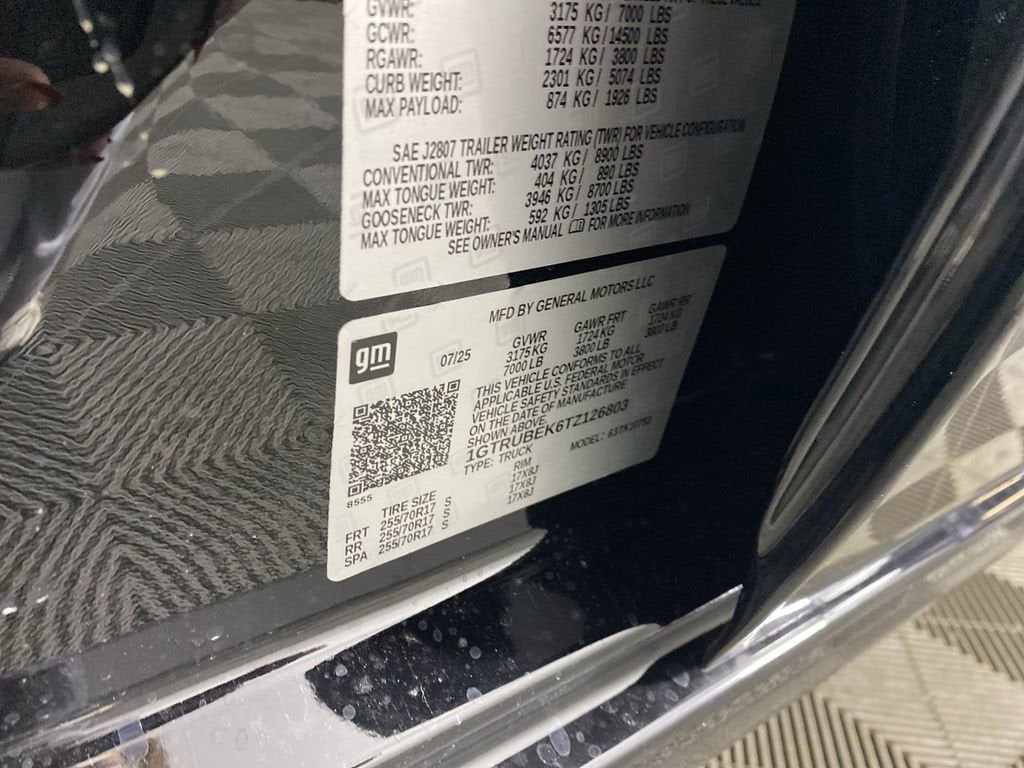 GVWR: 3175 KG / 7000 LBS
GCWR: 6577 KG / 14500 LBS
RGAWR: 1724 KG / 3800 LBS
CURB WEIGHT: 2301 KG / 5074 LBS
MAX PAYLOAD: 874 KG / 1926 LBS
SAE J2807 TRAILER WEIGHT RATING (TWR) FOR VEHICLE CONFIGURATION
CONVENTIONAL TWR: 4037 KG / 8900 LBS
MAX TONGUE WEIGHT: 404 KG / 890 LBS
GOOSENECK TWR: 3946 KG / 8700 LBS
MAX TONGUE WEIGHT: 592 KG / 1305 LBS
SEE OWNER'S MANUAL FOR MORE INFORMATION
MFD BY GENERAL MOTORS LLC
gm
07/25
GVWR GAWR FRT GAWR RR
3175 KG 1724 KG 1724 KG
7000 LB 3800 LB 3800 LB
THIS VEHICLE CONFORMS TO ALL
APPLICABLE U.S. FEDERAL MOTOR
VEHICLE SAFETY STANDARDS IN EFFECT
ON THE DATE OF MANUFACTURE
SHOWN ABOVE.
1GTRUBEK6TZ126803
TYPE: TRUCK MODEL:
8555
TIRE SIZE RIM
FRT 255/70R17 S 17X8J
RR 255/70R17 S 17X8J
SPA 255/70R17 S 17X8J